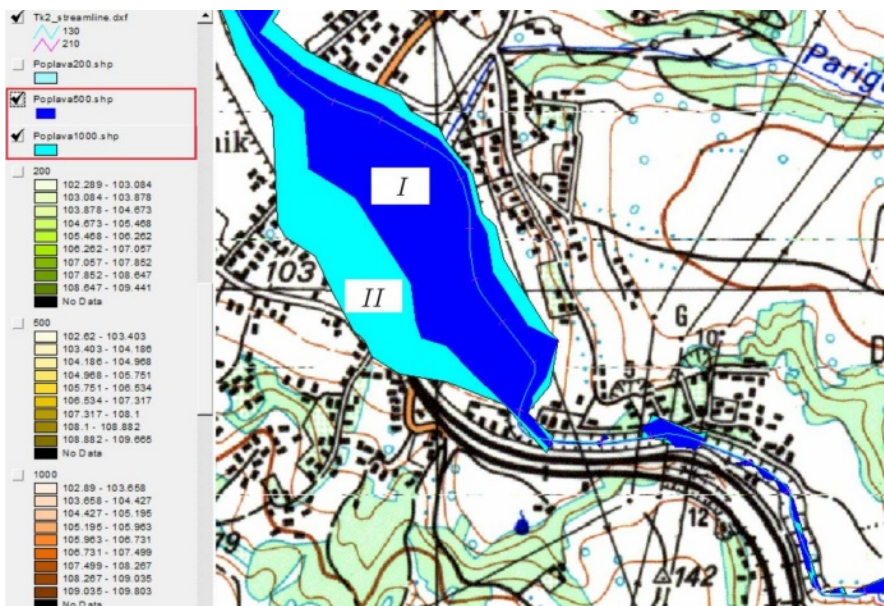 Tk2_streamline.dxf
130
210
Poplava200.shp
Poplava500.shp
Poplava1000.shp
200
102.289 - 103.084
103.084 - 103.878
103.878 - 104.673
104.673 - 105.468
105.468 - 106.262
106.262 - 107.057
107.057 - 107.852
107.852 - 108.647
108.647 - 109.441
No Data
500
102.62 - 103.403
103.403 - 104.186
104.186 - 104.968
104.968 - 105.751
105.751 - 106.534
106.534 - 107.317
107.317 - 108.1
108.1 - 108.882
108.882 - 109.665
No Data
1000
102.89 - 103.658
103.658 - 104.427
104.427 - 105.195
105.195 - 105.963
105.963 - 106.731
106.731 - 107.499
107.499 - 108.267
108.267 - 109.035
109.035 - 109.803
No Data
Parig
nik
I
103
II
G
10
D
12
142
79